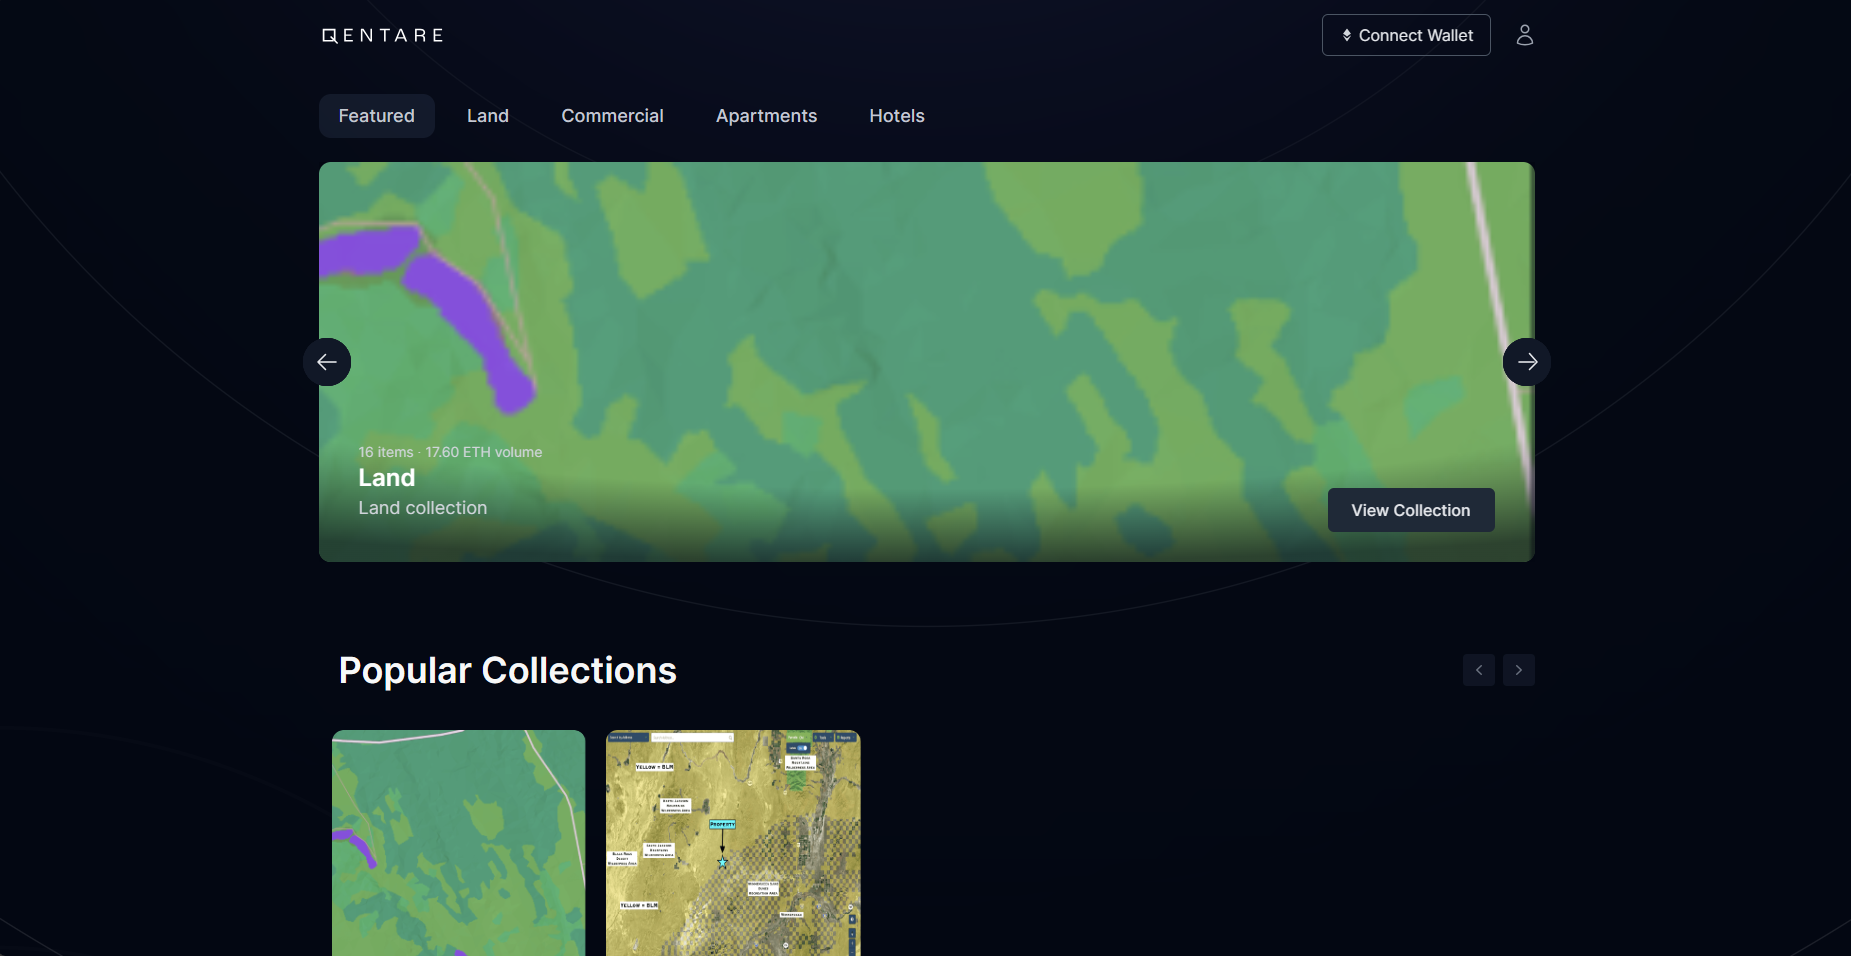 QENTARE
Connect Wallet
Featured
Land
Commercial
Apartments
Hotels
16 items · 17.60 ETH volume
Land
Land collection
View Collection
Popular Collections
Yellow = BLM
Property
Yellow = BLM